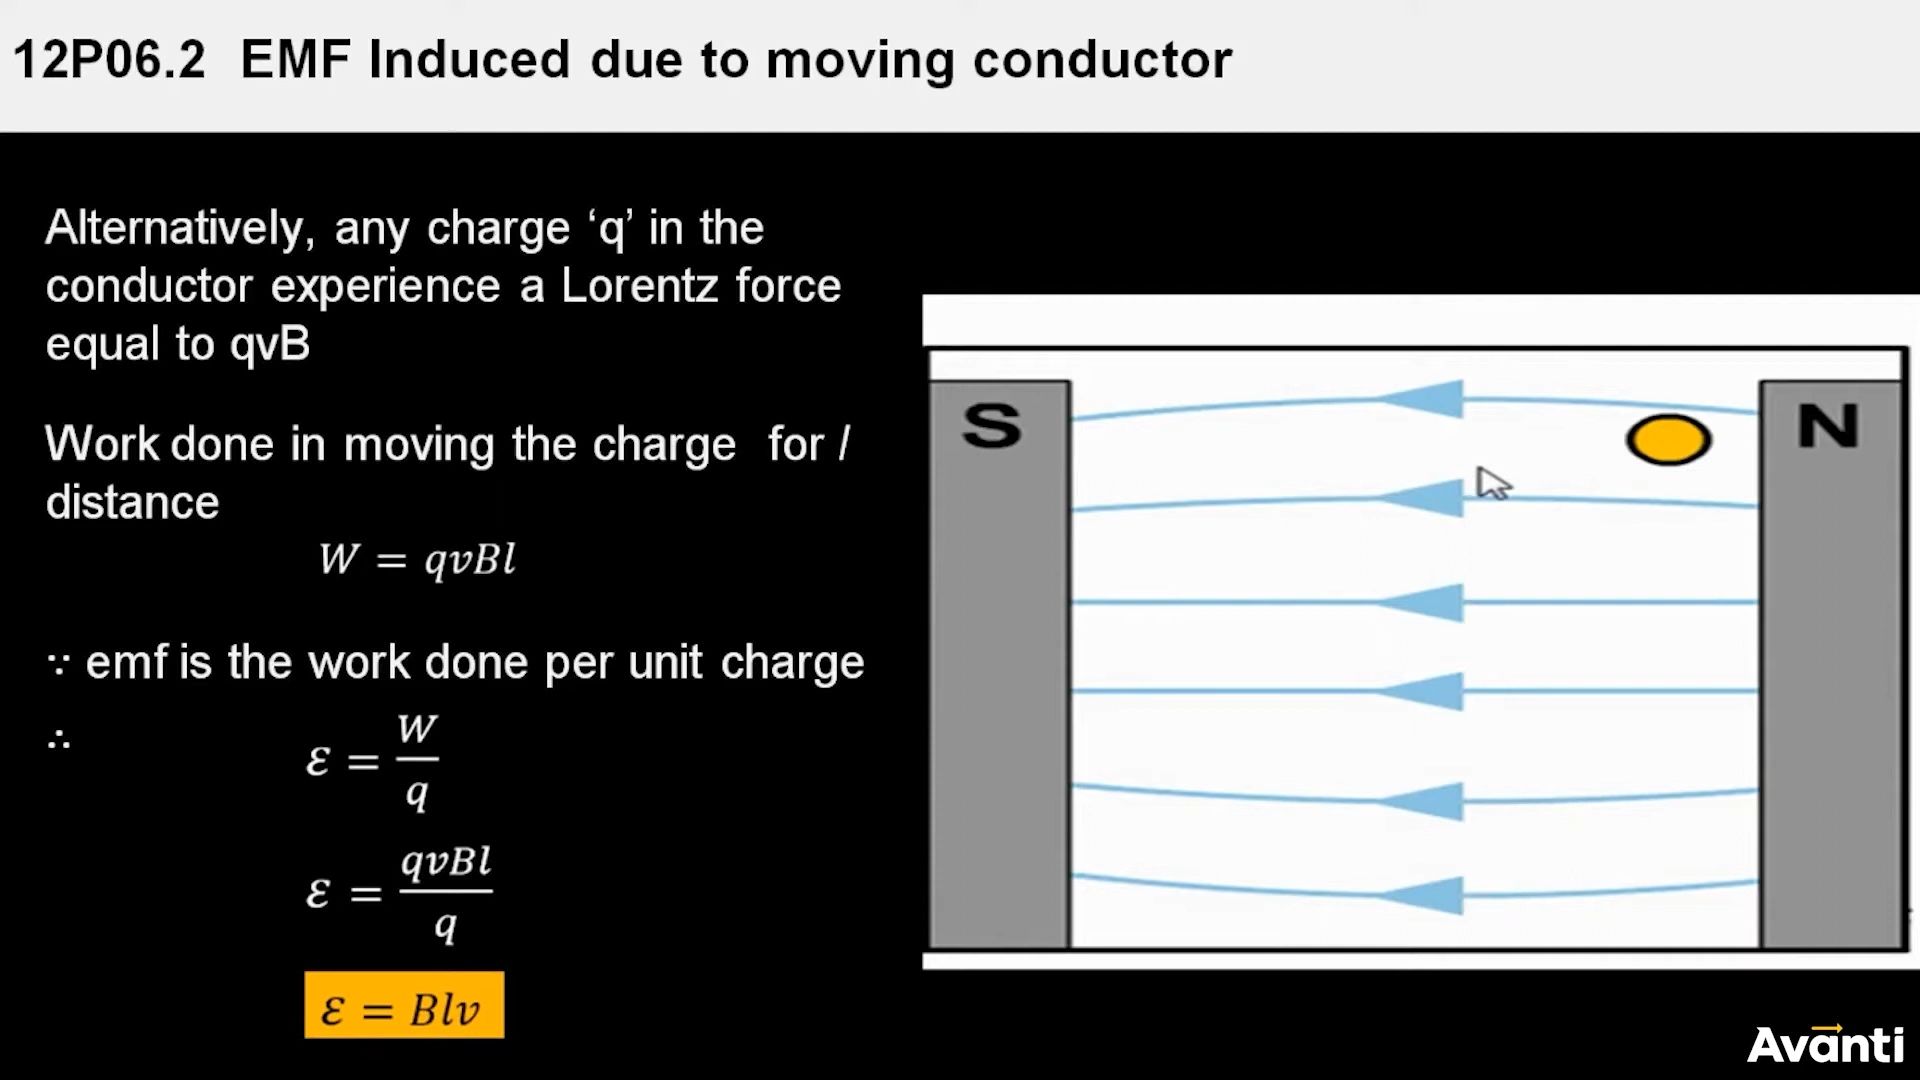 12P06.2 EMF Induced due to moving conductor
Alternatively, any charge ‘q’ in the
conductor experience a Lorentz force
equal to qvB
Work done in moving the charge for l
distance
W = qvBl
∵ emf is the work done per unit charge
∴ ε = W/q
ε = qvBl/q
ε = Blv
S
N
Avanti